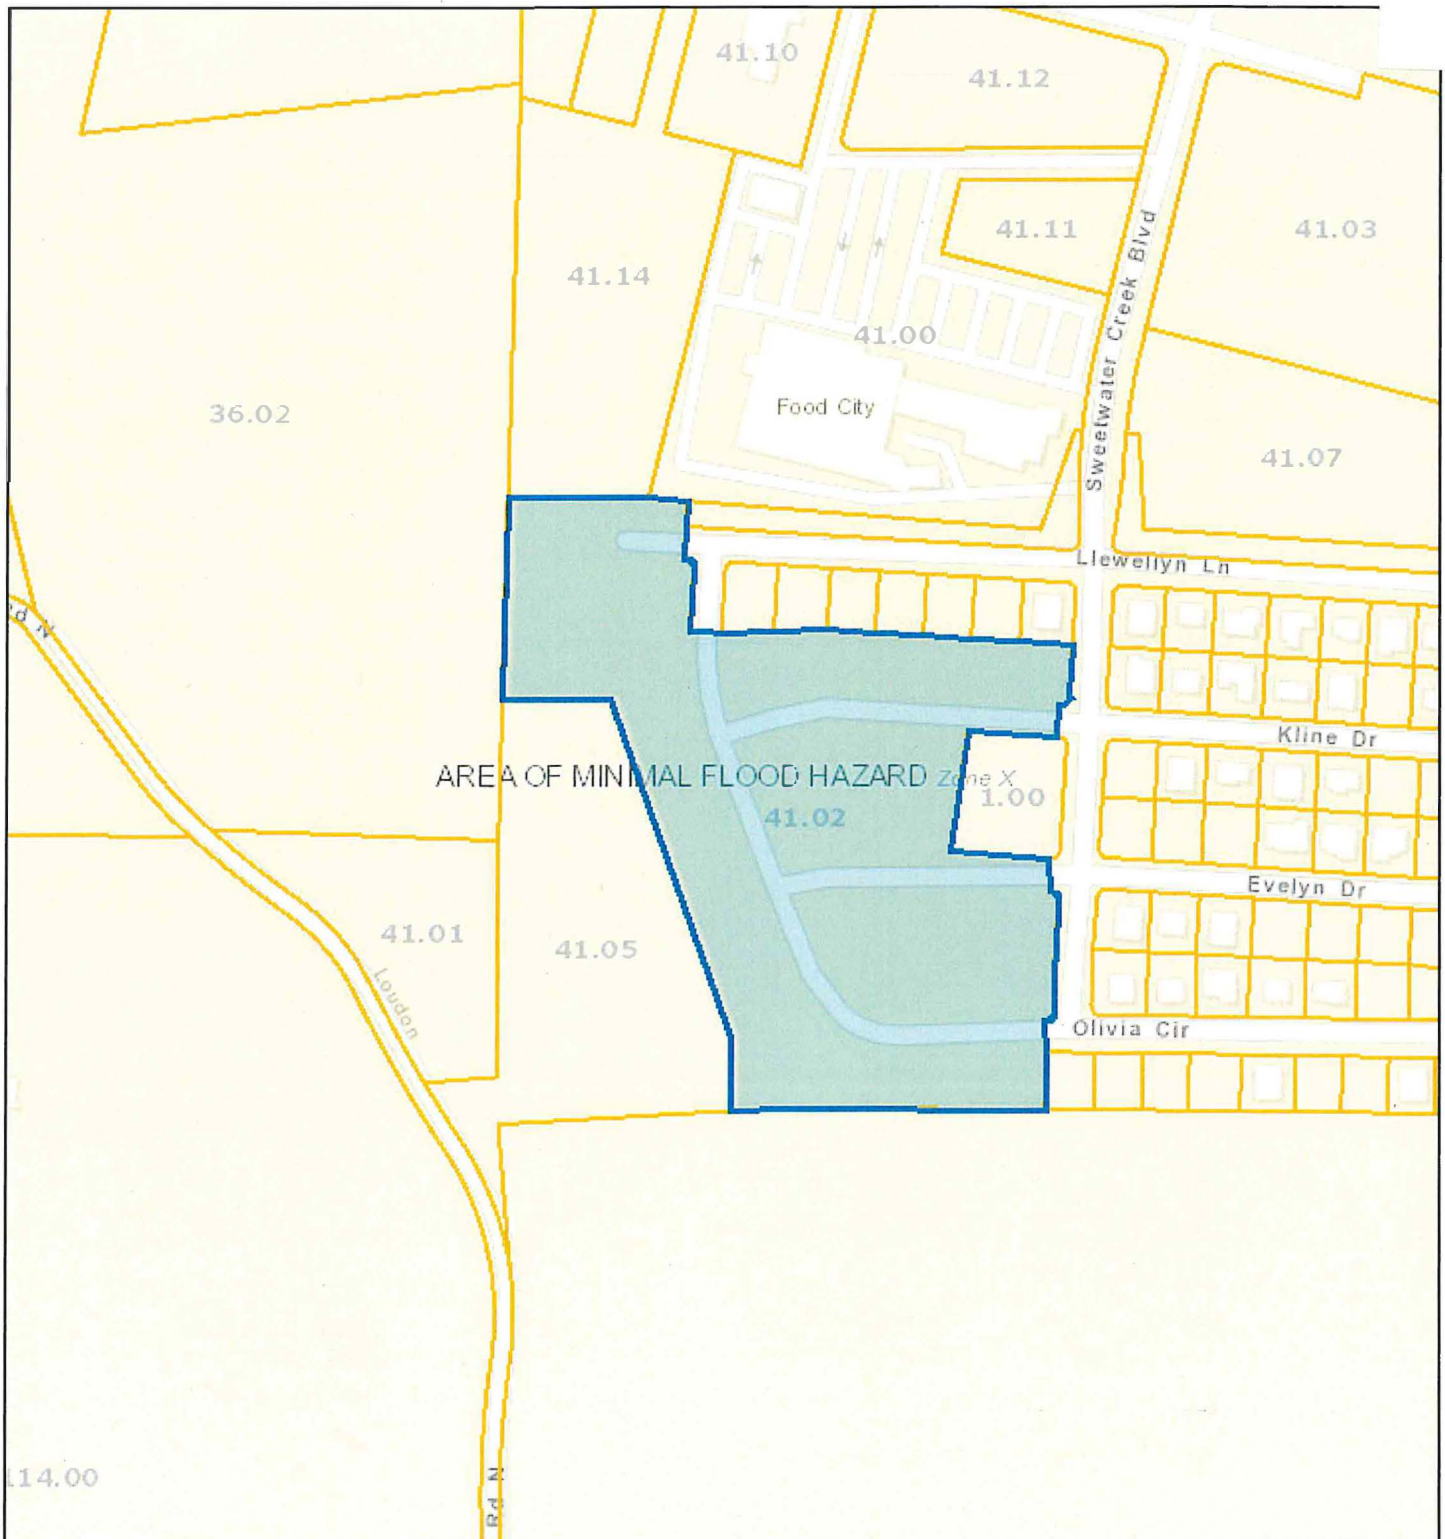 41.10
41.12
41.11
41.03
41.14
41.00
36.02
Food City
Sweetwater Creek Blvd
41.07
Llewellyn Ln
Rd N
Kline Dr
AREA OF MINIMAL FLOOD HAZARD Zone X
1.00
41.02
Evelyn Dr
41.01
41.05
Loudon
Olivia Cir
114.00
Rd N